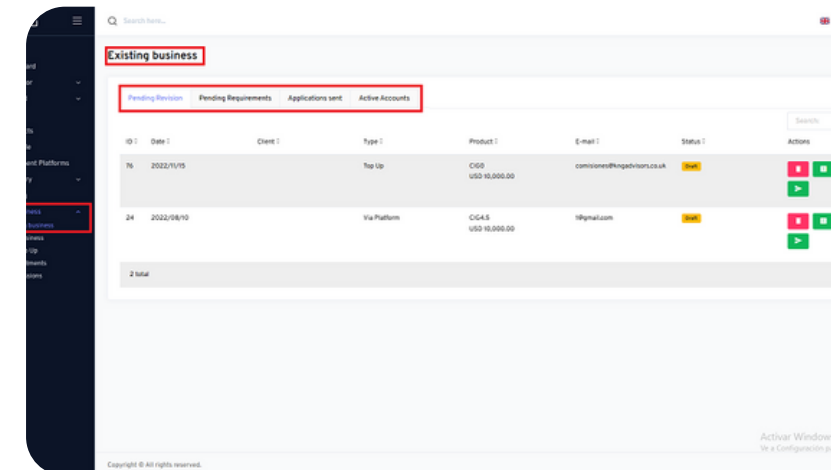 Search here...
Existing business
Pending Revision Pending Requirements Applications sent Active Accounts
Search:
ID Date Client Type Product E-mail Status Actions
76 2022/11/15 Top Up CIG0 comisiones@kngadvisors.co.uk Draft
USD 10,000.00
24 2022/08/10 Via Platform CIG4.5 1@gmail.com Draft
USD 10,000.00
2 total
ent Platforms
business
Up
Activar Window
Ve a Configuración p
Copyright © All rights reserved.